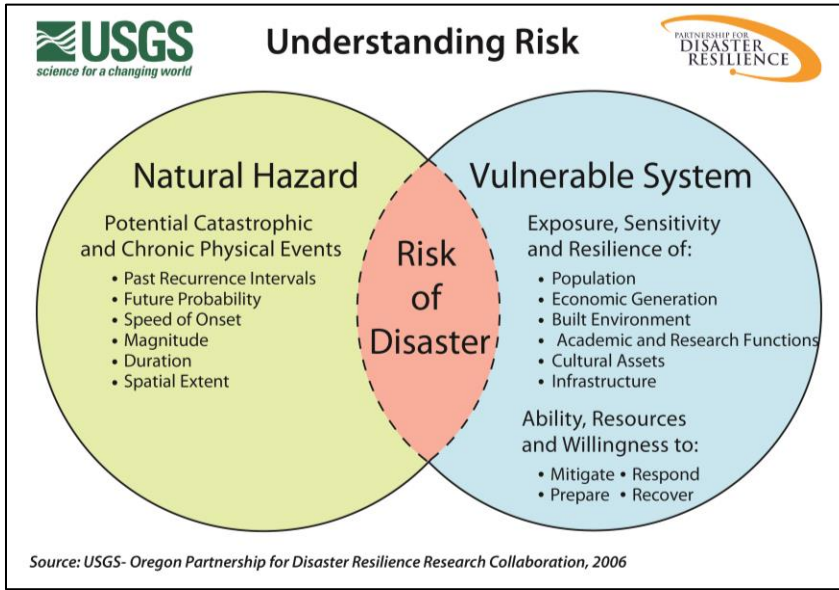 USGS
science for a changing world
Understanding Risk
PARTNERSHIP FOR
DISASTER
RESILIENCE
Natural Hazard
Potential Catastrophic
and Chronic Physical Events
• Past Recurrence Intervals
• Future Probability
• Speed of Onset
• Magnitude
• Duration
• Spatial Extent
Risk
of
Disaster
Vulnerable System
Exposure, Sensitivity
and Resilience of:
• Population
• Economic Generation
• Built Environment
• Academic and Research Functions
• Cultural Assets
• Infrastructure
Ability, Resources
and Willingness to:
• Mitigate • Respond
• Prepare • Recover
Source: USGS- Oregon Partnership for Disaster Resilience Research Collaboration, 2006